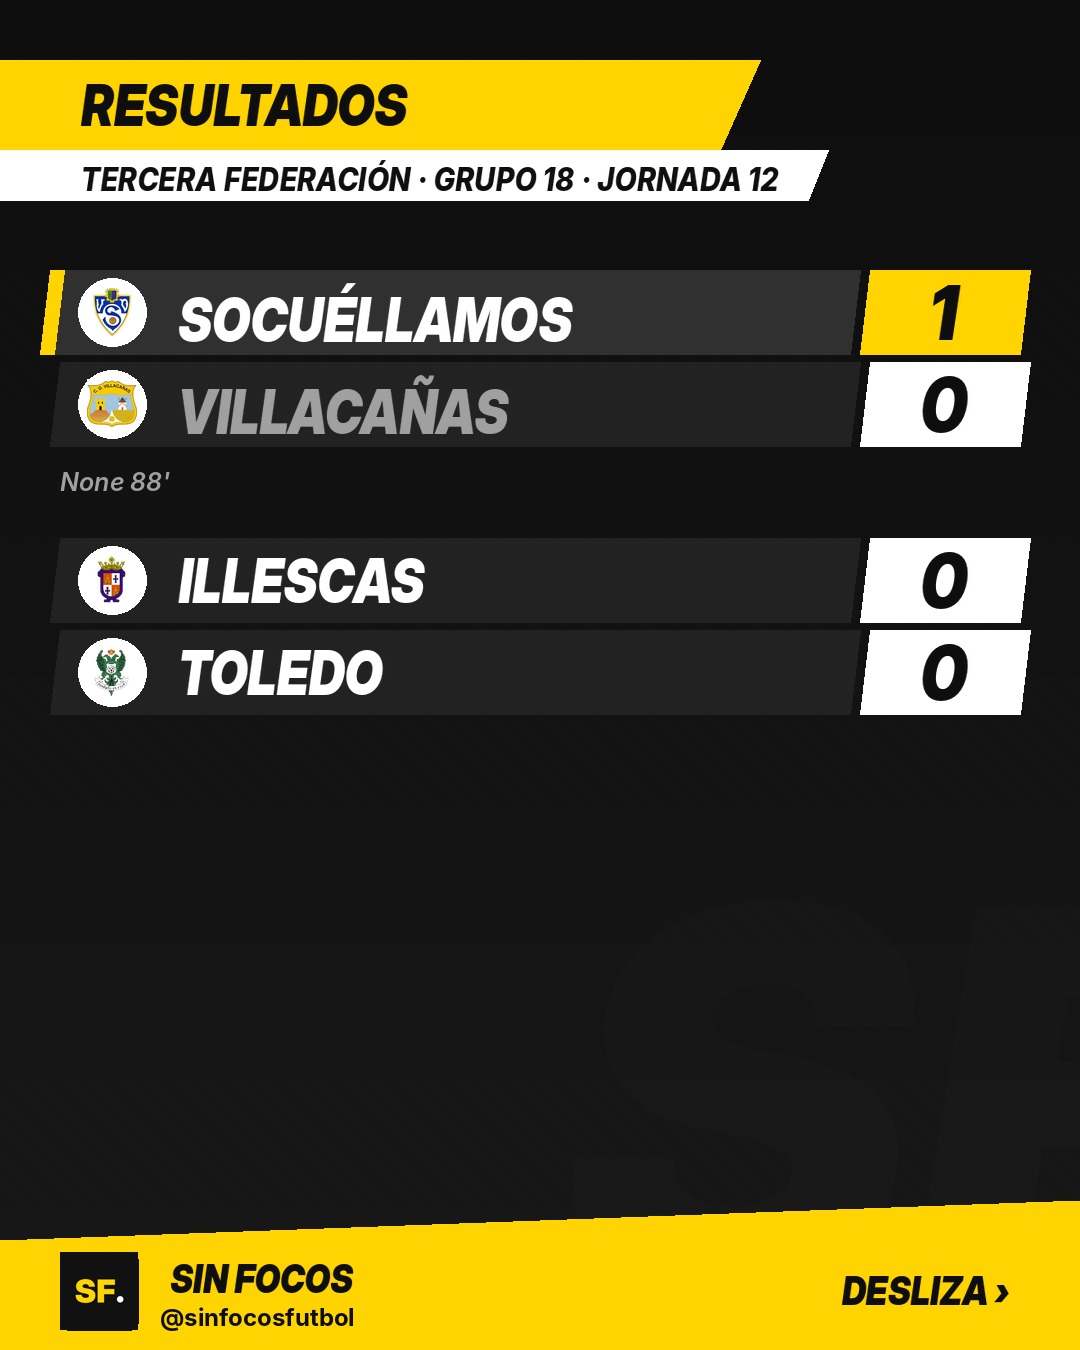 RESULTADOS
TERCERA FEDERACIÓN · GRUPO 18 · JORNADA 12
SOCUÉLLAMOS 1
VILLACAÑAS 0
None 88'
ILLESCAS 0
TOLEDO 0
SF.
SIN FOCOS
@sinfocosfutbol
DESLIZA ›